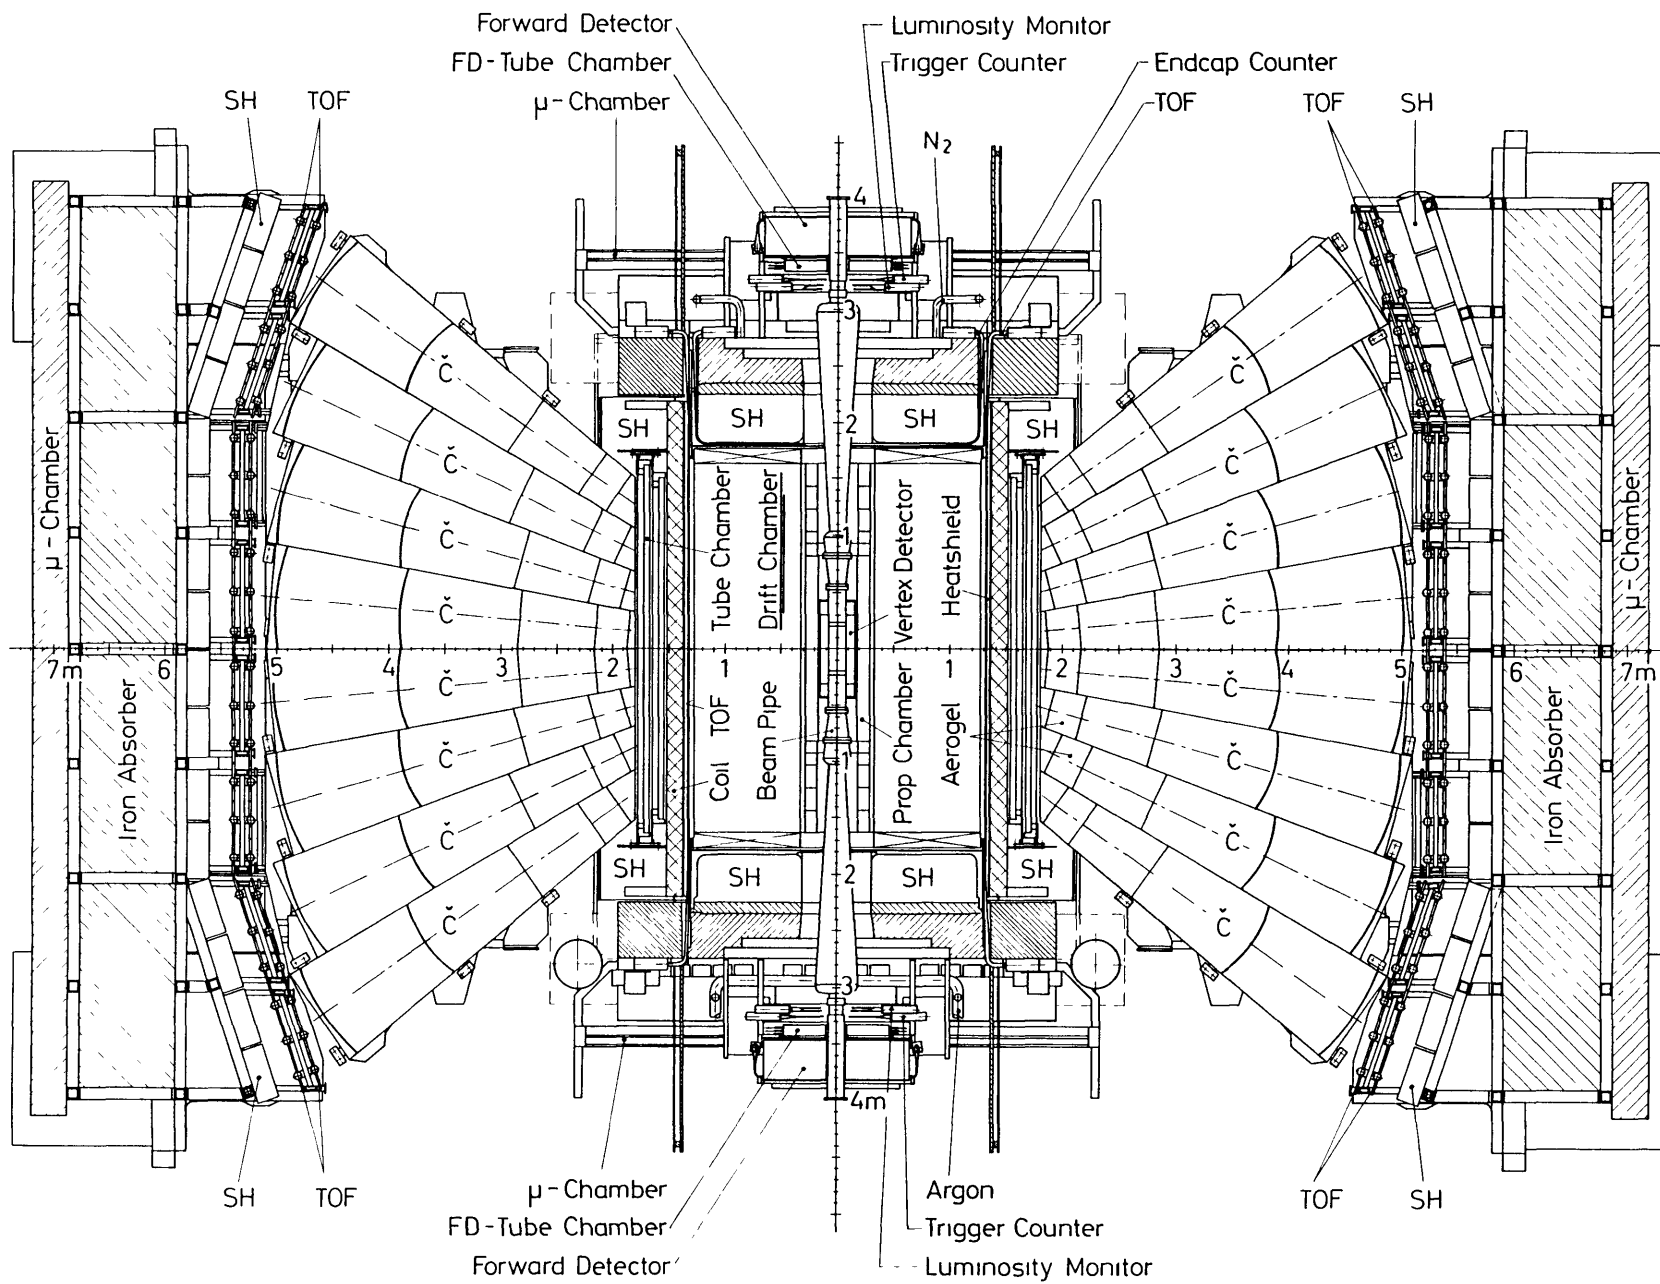 Forward Detector
Luminosity Monitor
FD-Tube Chamber
Trigger Counter
Endcap Counter
SH
TOF
μ-Chamber
TOF
TOF
SH
N2
4
3
Č
Č
SH
SH
SH
2
SH
Č
Č
Č
1
Č
Č
Č
μ-Chamber
Iron Absorber
Coil
TOF
Tube Chamber
Beam Pipe
Drift Chamber
Prop Chamber
Vertex Detector
Aerogel
Heatshield
Iron Absorber
μ-Chamber
7m
6
5
4
3
2
1
1
2
3
4
5
6
7m
Č
Č
Č
Č
1
Č
Č
SH
SH
2
SH
SH
Č
Č
3
4m
SH
TOF
μ-Chamber
Argon
TOF
SH
FD-Tube Chamber
Trigger Counter
Forward Detector
Luminosity Monitor